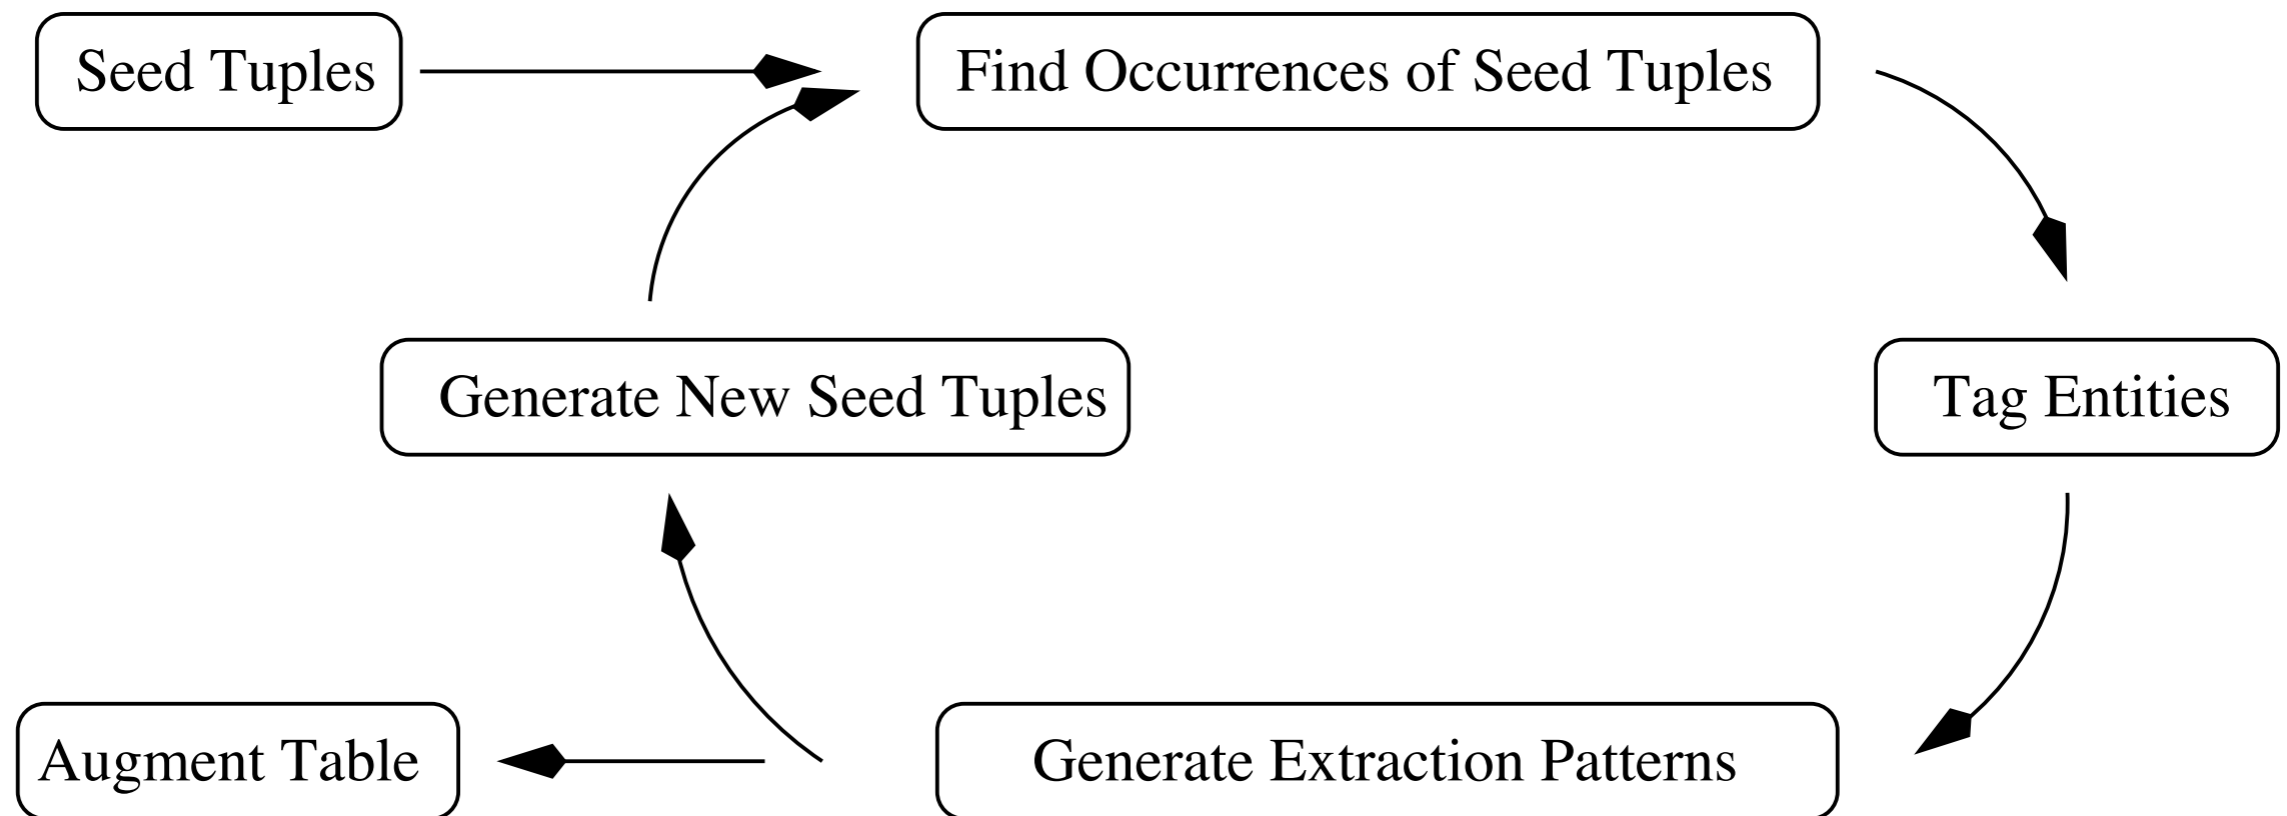 Seed Tuples
Find Occurrences of Seed Tuples
Generate New Seed Tuples
Tag Entities
Augment Table
Generate Extraction Patterns